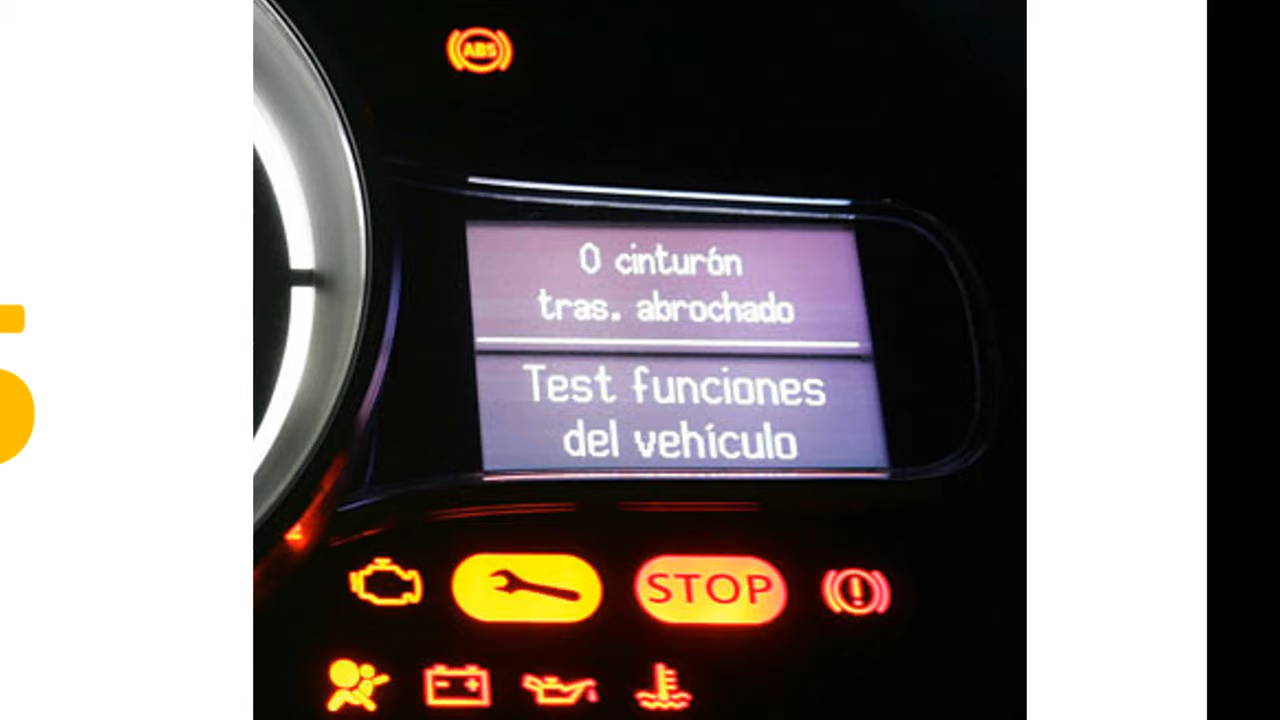 ABS
0 cinturón
tras. abrochado
Test funciones
del vehículo
STOP